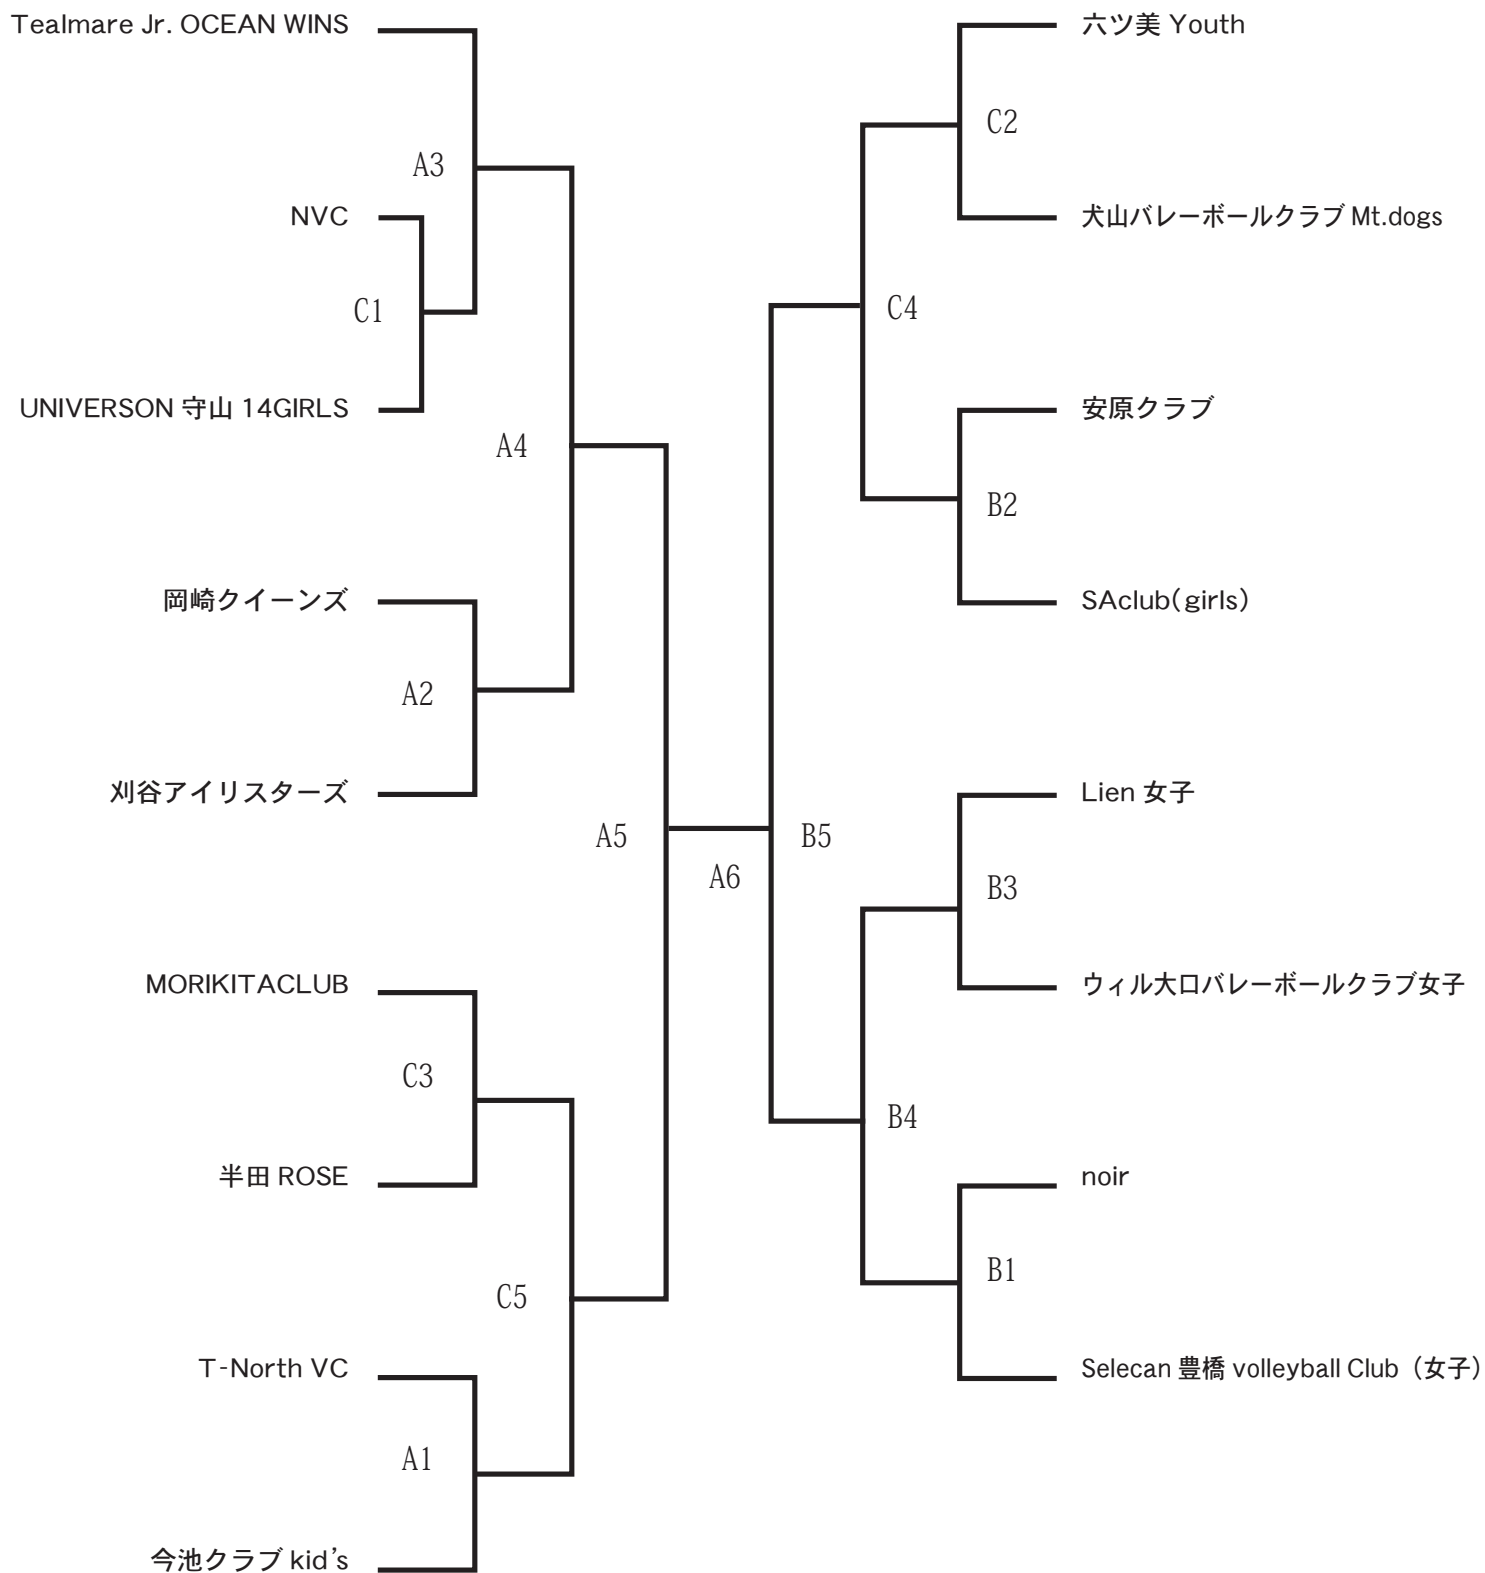 Tealmare Jr. OCEAN WINS
A3
NVC
C1
UNIVERSON 守山 14GIRLS
A4
岡崎クイーンズ
A2
刈谷アイリスターズ
A5
MORIKITACLUB
C3
半田 ROSE
C5
T-North VC
A1
今池クラブ kid's
A6
六ツ美 Youth
C2
犬山バレーボールクラブ Mt.dogs
C4
安原クラブ
B2
SAclub(girls)
B5
Lien 女子
B3
ウィル大口バレーボールクラブ女子
B4
noir
B1
Selecan 豊橋 volleyball Club（女子）